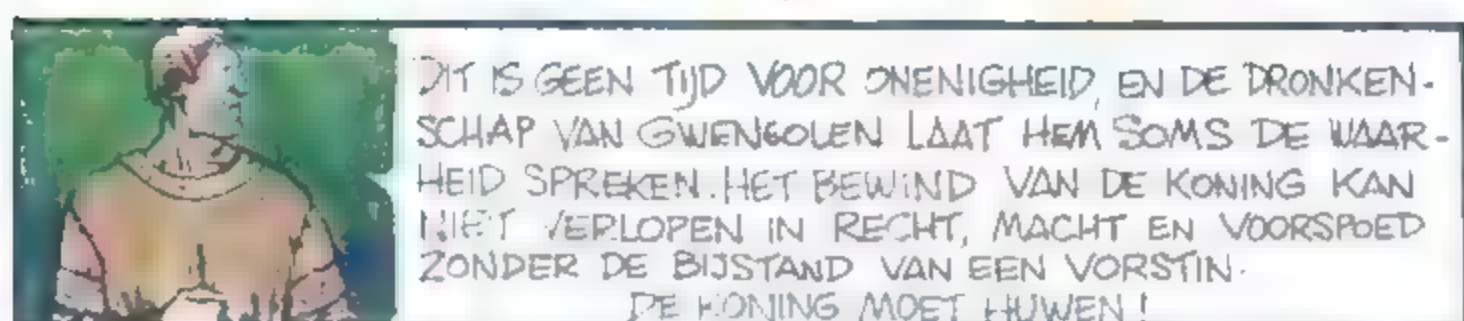 DIT IS GEEN TIJD VOOR ONENIGHEID, EN DE DRONKEN-
SCHAP VAN GWENGOLEN LAAT HEM SOMS DE WAAR-
HEID SPREKEN. HET BEWIND VAN DE KONING KAN
NIET VERLOPEN IN RECHT, MACHT EN VOORSPOED
ZONDER DE BIJSTAND VAN EEN VORSTIN.
DE KONING MOET HUWEN!